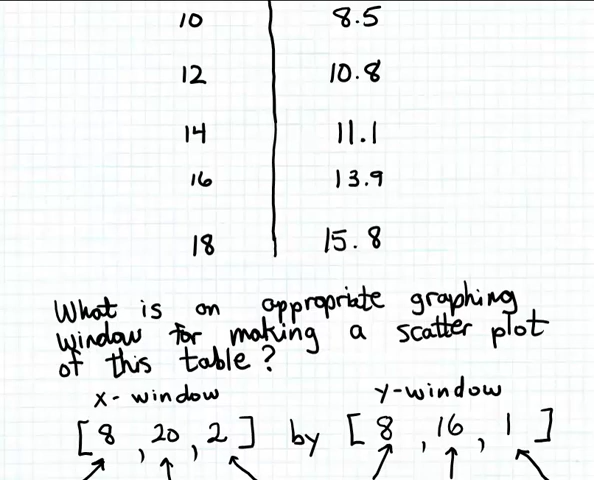 10 8.5
12 10.8
14 11.1
16 13.9
18 15.8
What is an appropriate graphing
window for making a scatter plot
of this table?
x-window y-window
[8, 20, 2] by [8, 16, 1]